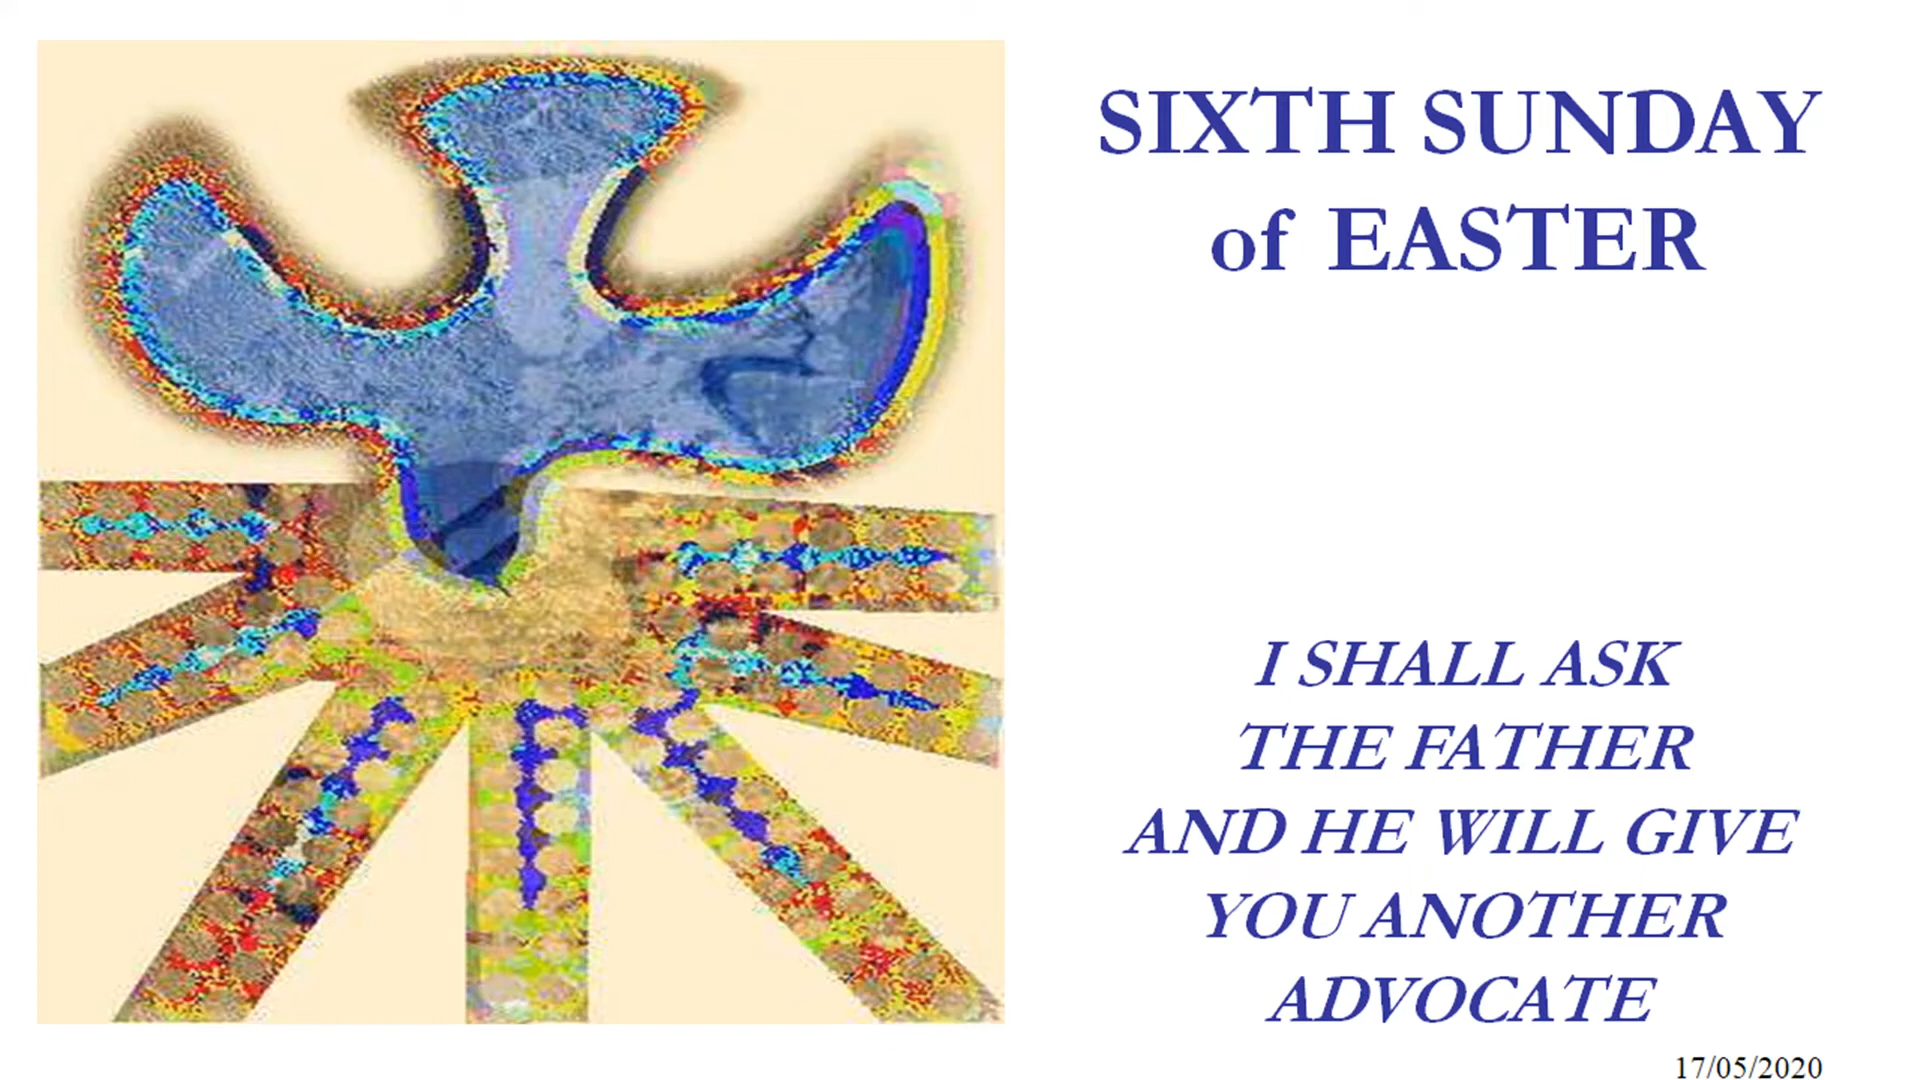 SIXTH SUNDAY
of EASTER
I SHALL ASK
THE FATHER
AND HE WILL GIVE
YOU ANOTHER
ADVOCATE
17/05/2020